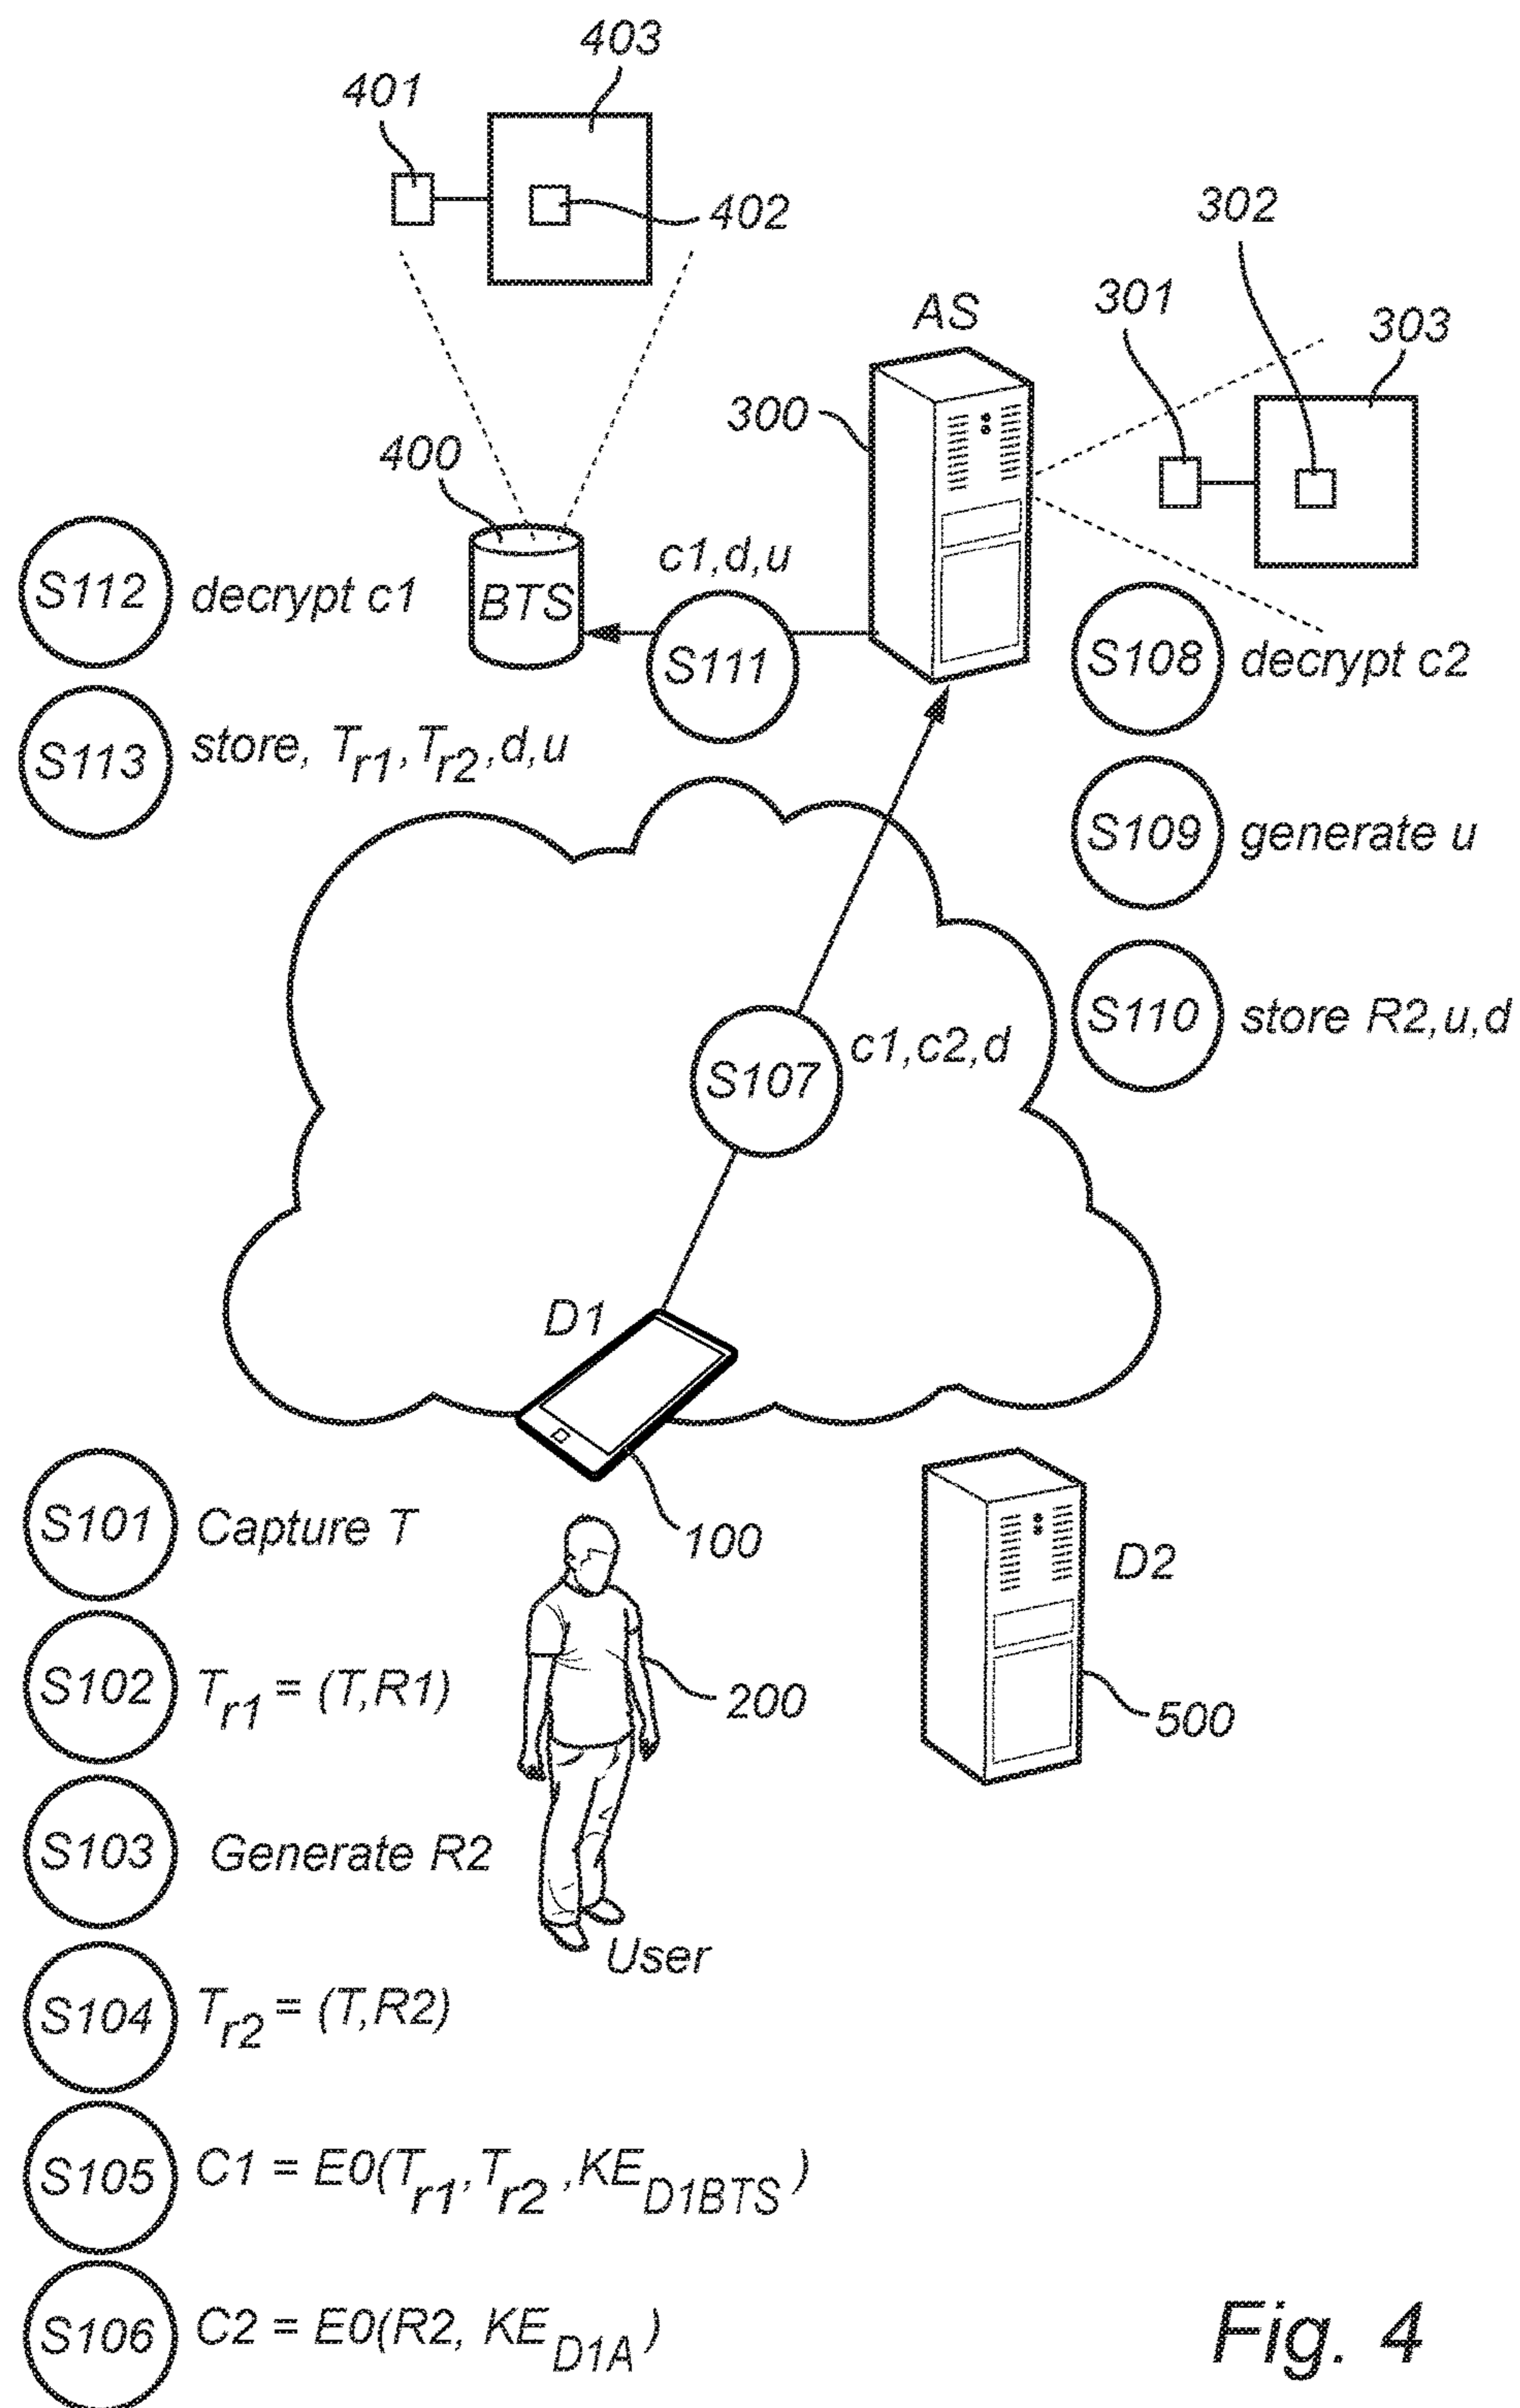 403
401
402
302
301
303
AS
300
400
c1,d,u
BTS
S112 decrypt c1
S111
S108 decrypt c2
S113 store, Tr1,Tr2,d,u
S109 generate u
S110 store R2,u,d
S107 c1,c2,d
D1
S101 Capture T
100
D2
S102 Tr1 = (T,R1)
200
500
S103 Generate R2
User
S104 Tr2 = (T,R2)
S105 C1 = E0(Tr1,Tr2,KED1BTS)
S106 C2 = E0(R2, KED1A)
Fig. 4